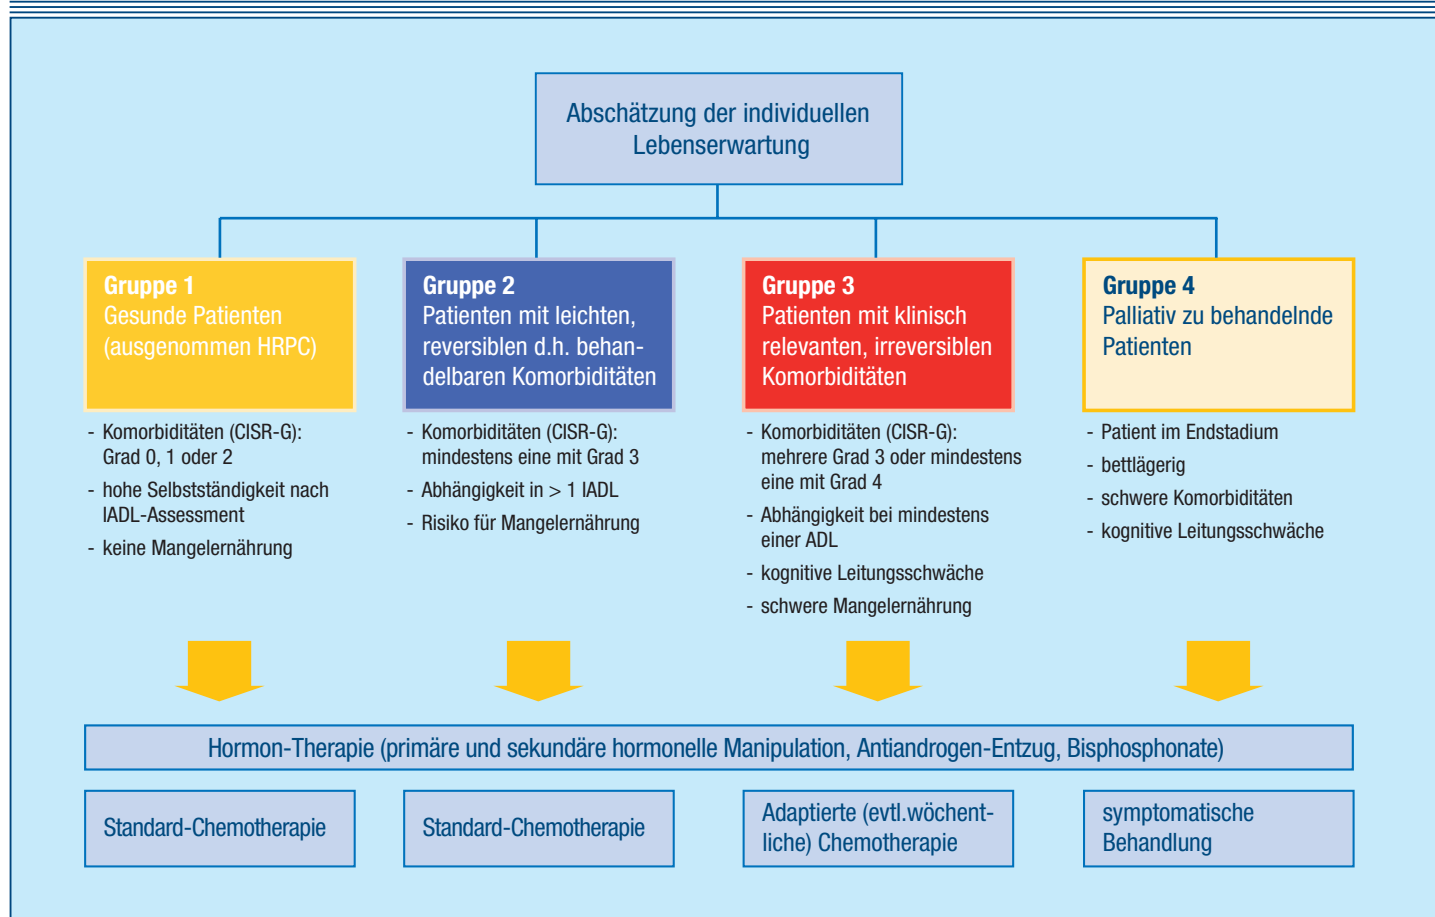 Abschätzung der individuellen
Lebenserwartung
Gruppe 1
Gesunde Patienten
(ausgenommen HRPC)
- Komorbiditäten (CISR-G):
Grad 0, 1 oder 2
- hohe Selbstständigkeit nach
IADL-Assessment
- keine Mangelernährung
Gruppe 2
Patienten mit leichten,
reversiblen d.h. behan-
delbaren Komorbiditäten
- Komorbiditäten (CISR-G):
mindestens eine mit Grad 3
- Abhängigkeit in > 1 IADL
- Risiko für Mangelernährung
Gruppe 3
Patienten mit klinisch
relevanten, irreversiblen
Komorbiditäten
- Komorbiditäten (CISR-G):
mehrere Grad 3 oder mindestens
eine mit Grad 4
- Abhängigkeit bei mindestens
einer ADL
- kognitive Leitungsschwäche
- schwere Mangelernährung
Gruppe 4
Palliativ zu behandelnde
Patienten
- Patient im Endstadium
- bettlägerig
- schwere Komorbiditäten
- kognitive Leitungsschwäche
Hormon-Therapie (primäre und sekundäre hormonelle Manipulation, Antiandrogen-Entzug, Bisphosphonate)
Standard-Chemotherapie
Standard-Chemotherapie
Adaptierte (evtl.wöchent-
liche) Chemotherapie
symptomatische
Behandlung